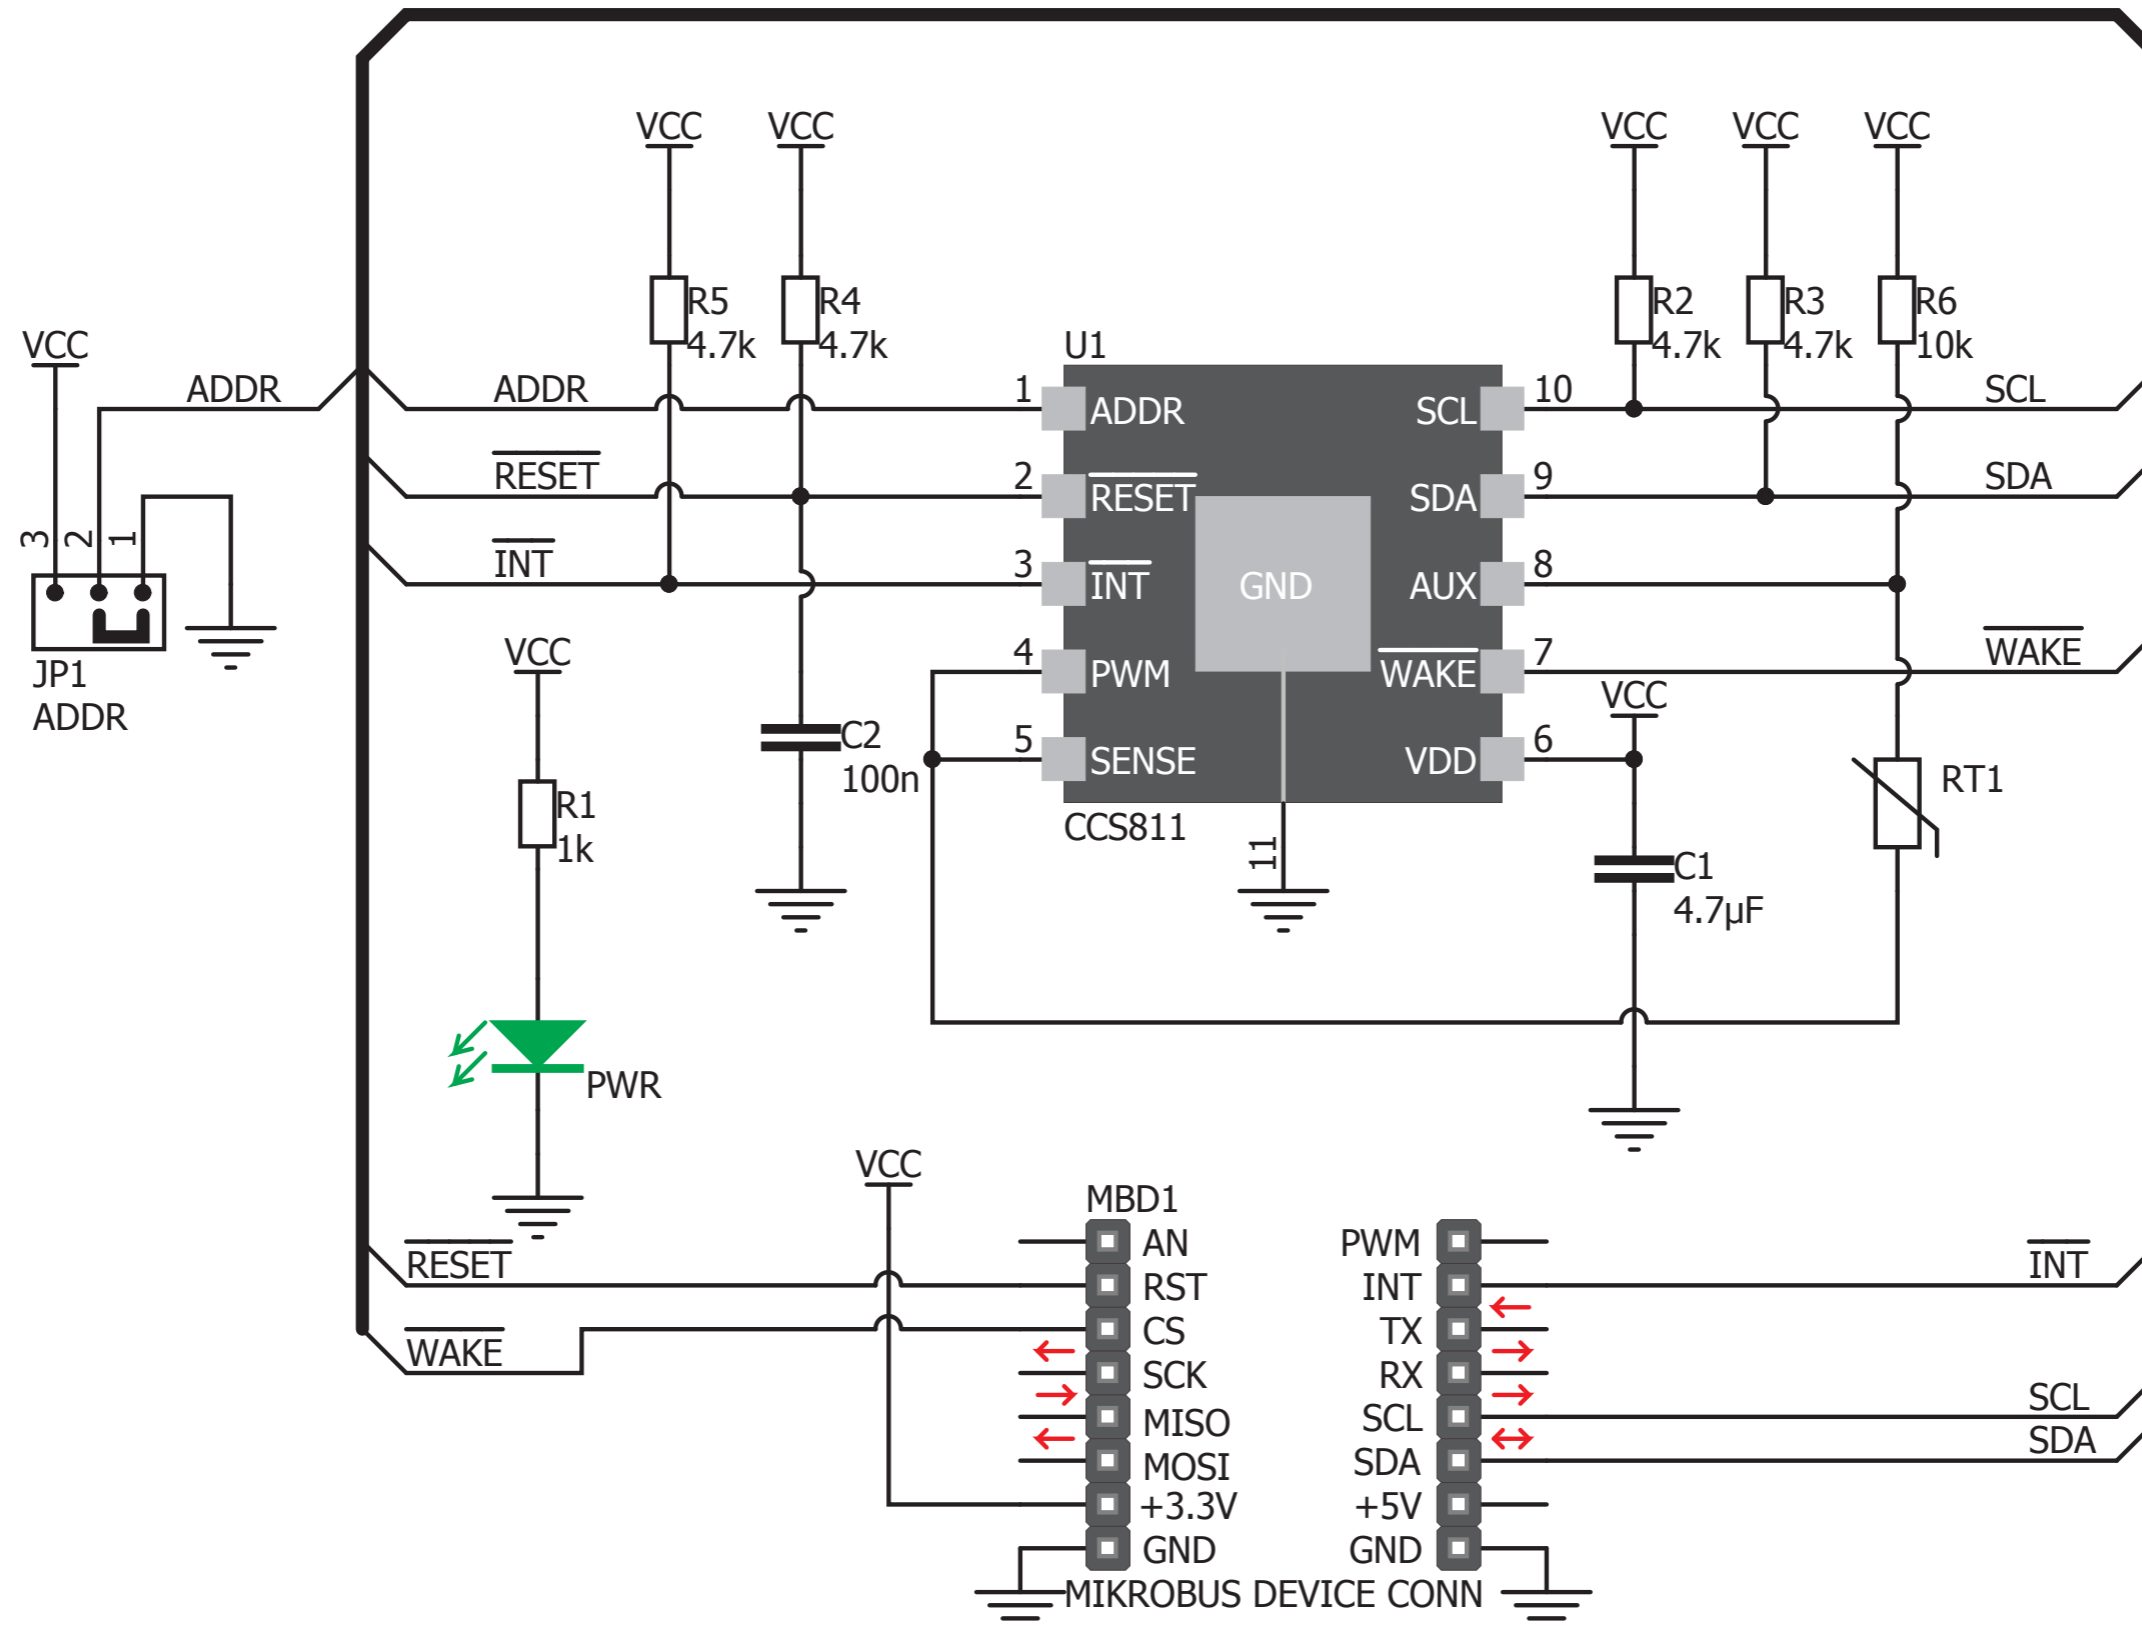 VCC
VCC
VCC
VCC
VCC
R5
4.7k
R4
4.7k
R2
4.7k
R3
4.7k
R6
10k
VCC
ADDR
ADDR
RESET
INT
3
2
1
JP1
ADDR
U1
1
ADDR
2
RESET
3
INT
4
PWM
5
SENSE
GND
10
SCL
9
SDA
8
AUX
7
WAKE
6
VDD
CCS811
11
SCL
SDA
WAKE
VCC
RT1
C1
4.7µF
VCC
R1
1k
C2
100n
PWR
VCC
MBD1
RESET
WAKE
AN
RST
CS
SCK
MISO
MOSI
+3.3V
GND
PWM
INT
TX
RX
SCL
SDA
+5V
GND
INT
SCL
SDA
MIKROBUS DEVICE CONN